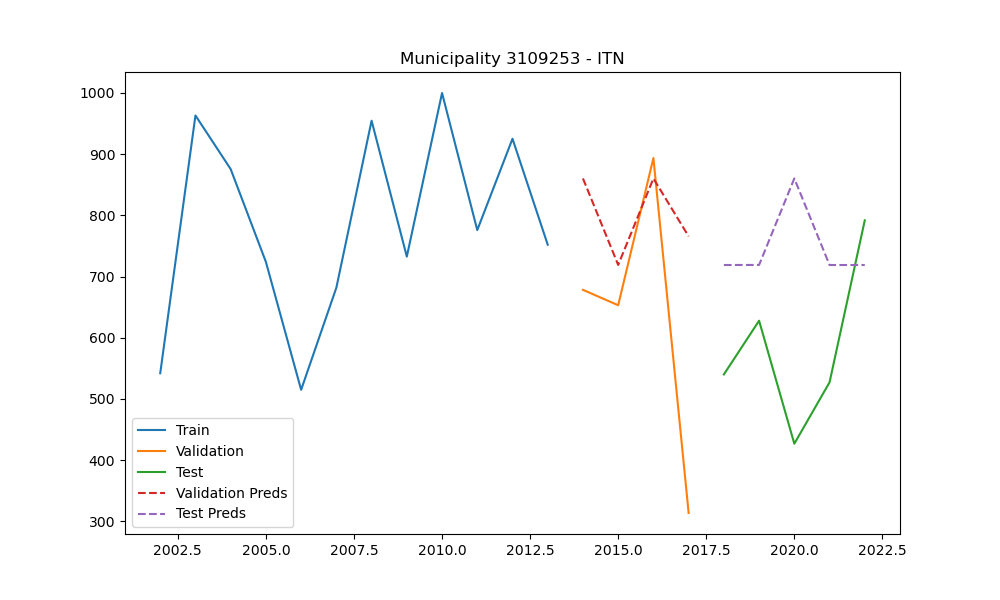 Municipality 3109253 - ITN
1000
900
800
700
600
500
400
300
Train
Validation
Test
Validation Preds
Test Preds
2002.5 2005.0 2007.5 2010.0 2012.5 2015.0 2017.5 2020.0 2022.5